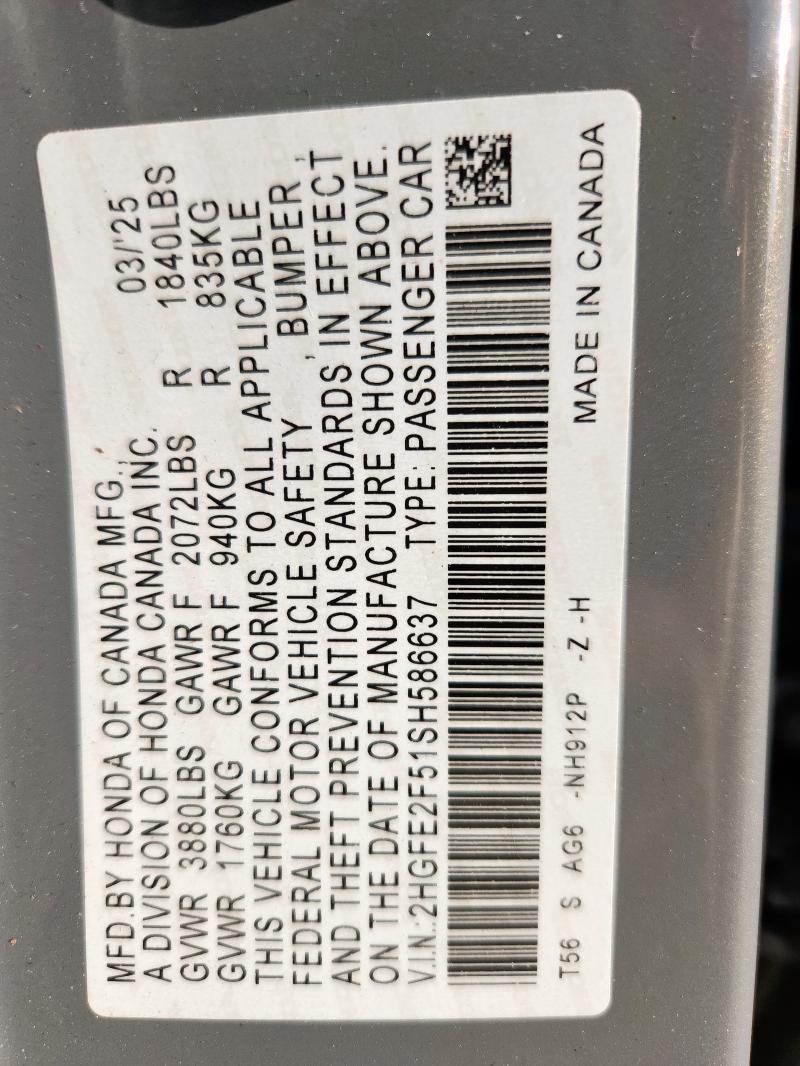 MFD.BY HONDA OF CANADA MFG., 03/'25
A DIVISION OF HONDA CANADA INC.
GVWR 3880LBS GAWR F 2072LBS R 1840LBS
GVWR 1760KG GAWR F 940KG R 835KG
THIS VEHICLE CONFORMS TO ALL APPLICABLE
FEDERAL MOTOR VEHICLE SAFETY , BUMPER ,
AND THEFT PREVENTION STANDARDS IN EFFECT
ON THE DATE OF MANUFACTURE SHOWN ABOVE.
V.I.N.:2HGFE2F51SH586637 TYPE: PASSENGER CAR
T56 S AG6 -NH912P -Z -H MADE IN CANADA